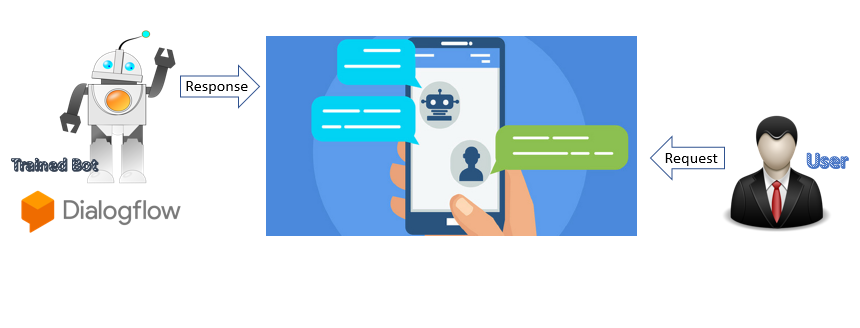 Response
Request
User
Trained Bot
Dialogflow